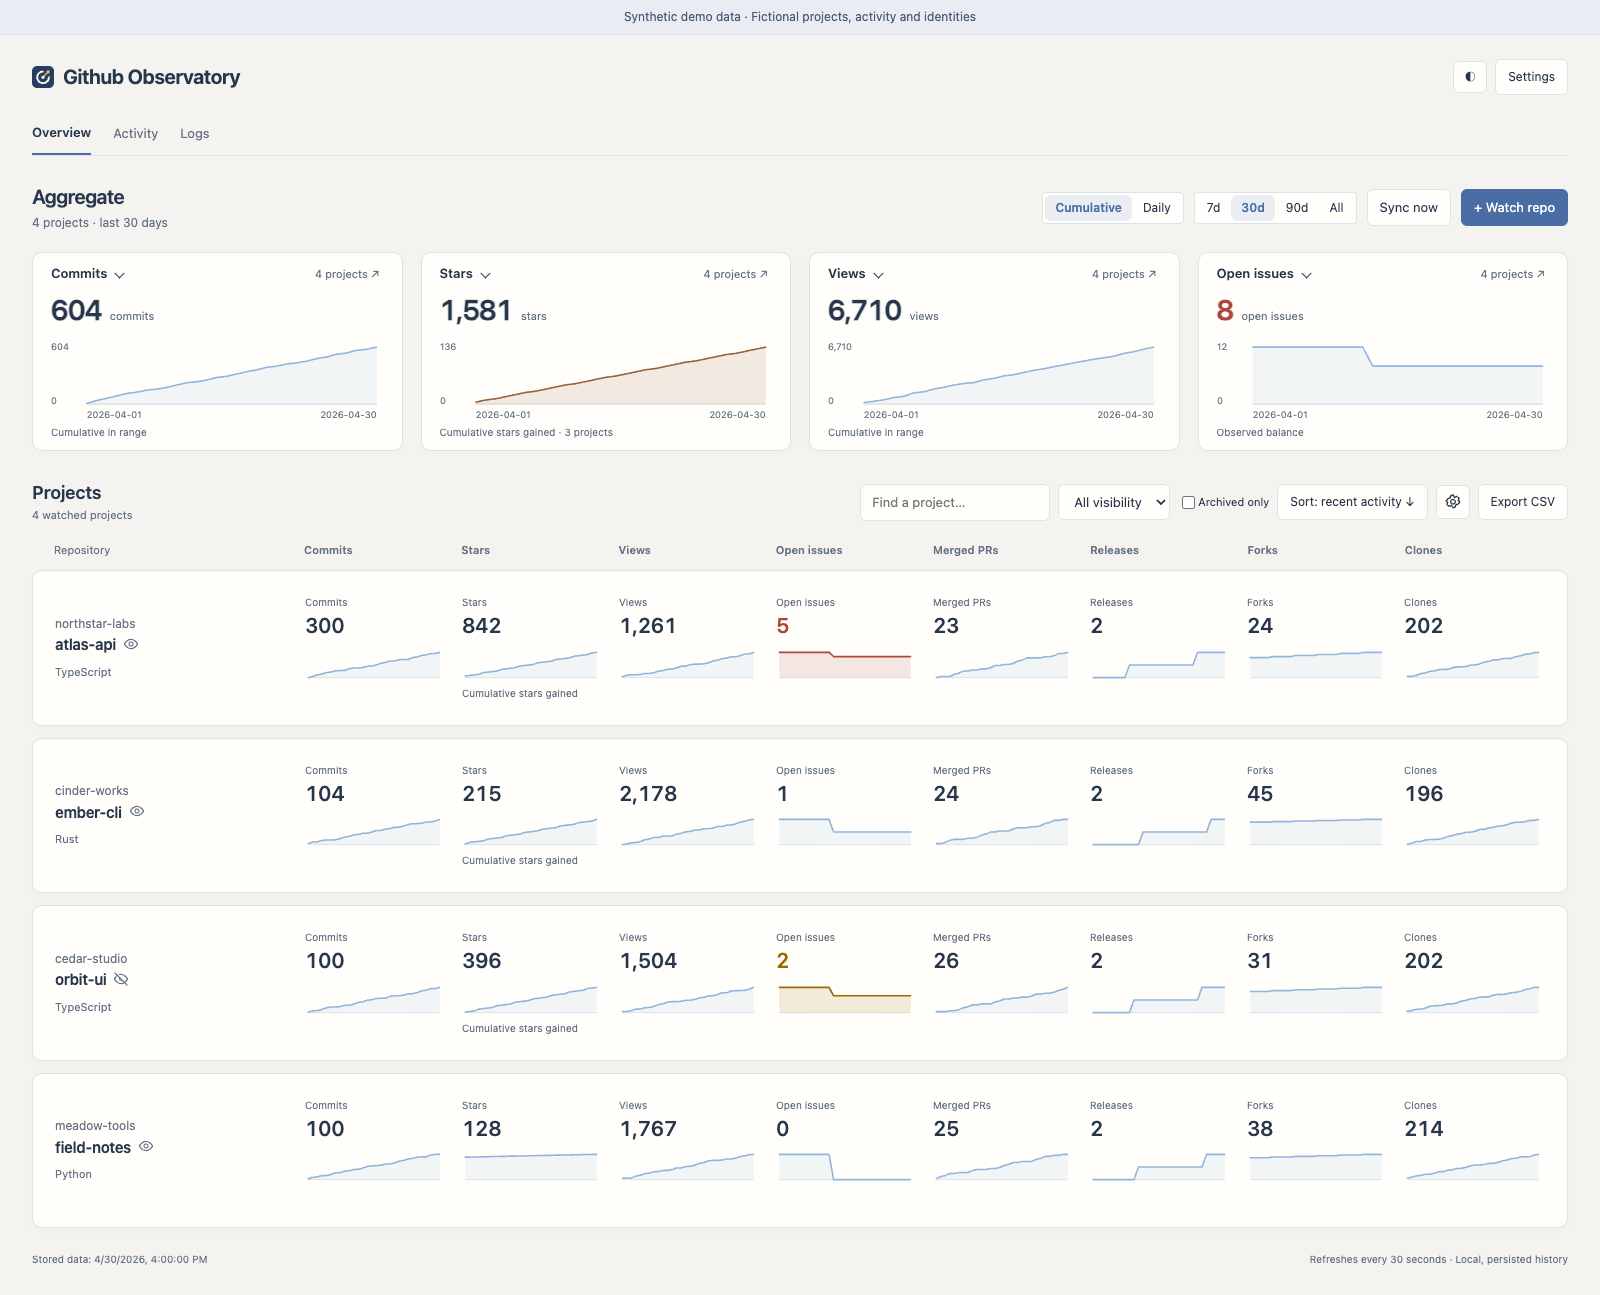 Synthetic demo data · Fictional projects, activity and identities
Github Observatory
Settings
Overview Activity Logs
Aggregate
4 projects · last 30 days
Cumulative Daily 7d 30d 90d All Sync now + Watch repo
Commits 4 projects ↗
604 commits
604
0
2026-04-01 2026-04-30
Cumulative in range
Stars 4 projects ↗
1,581 stars
136
0
2026-04-01 2026-04-30
Cumulative stars gained · 3 projects
Views 4 projects ↗
6,710 views
6,710
0
2026-04-01 2026-04-30
Cumulative in range
Open issues 4 projects ↗
8 open issues
12
0
2026-04-01 2026-04-30
Observed balance
Projects
4 watched projects
Find a project... All visibility Archived only Sort: recent activity ↓ Export CSV
Repository Commits Stars Views Open issues Merged PRs Releases Forks Clones
northstar-labs
atlas-api
TypeScript
Commits Stars Views Open issues Merged PRs Releases Forks Clones
300 842 1,261 5 23 2 24 202
Cumulative stars gained
cinder-works
ember-cli
Rust
Commits Stars Views Open issues Merged PRs Releases Forks Clones
104 215 2,178 1 24 2 45 196
Cumulative stars gained
cedar-studio
orbit-ui
TypeScript
Commits Stars Views Open issues Merged PRs Releases Forks Clones
100 396 1,504 2 26 2 31 202
Cumulative stars gained
meadow-tools
field-notes
Python
Commits Stars Views Open issues Merged PRs Releases Forks Clones
100 128 1,767 0 25 2 38 214
Stored data: 4/30/2026, 4:00:00 PM
Refreshes every 30 seconds · Local, persisted history